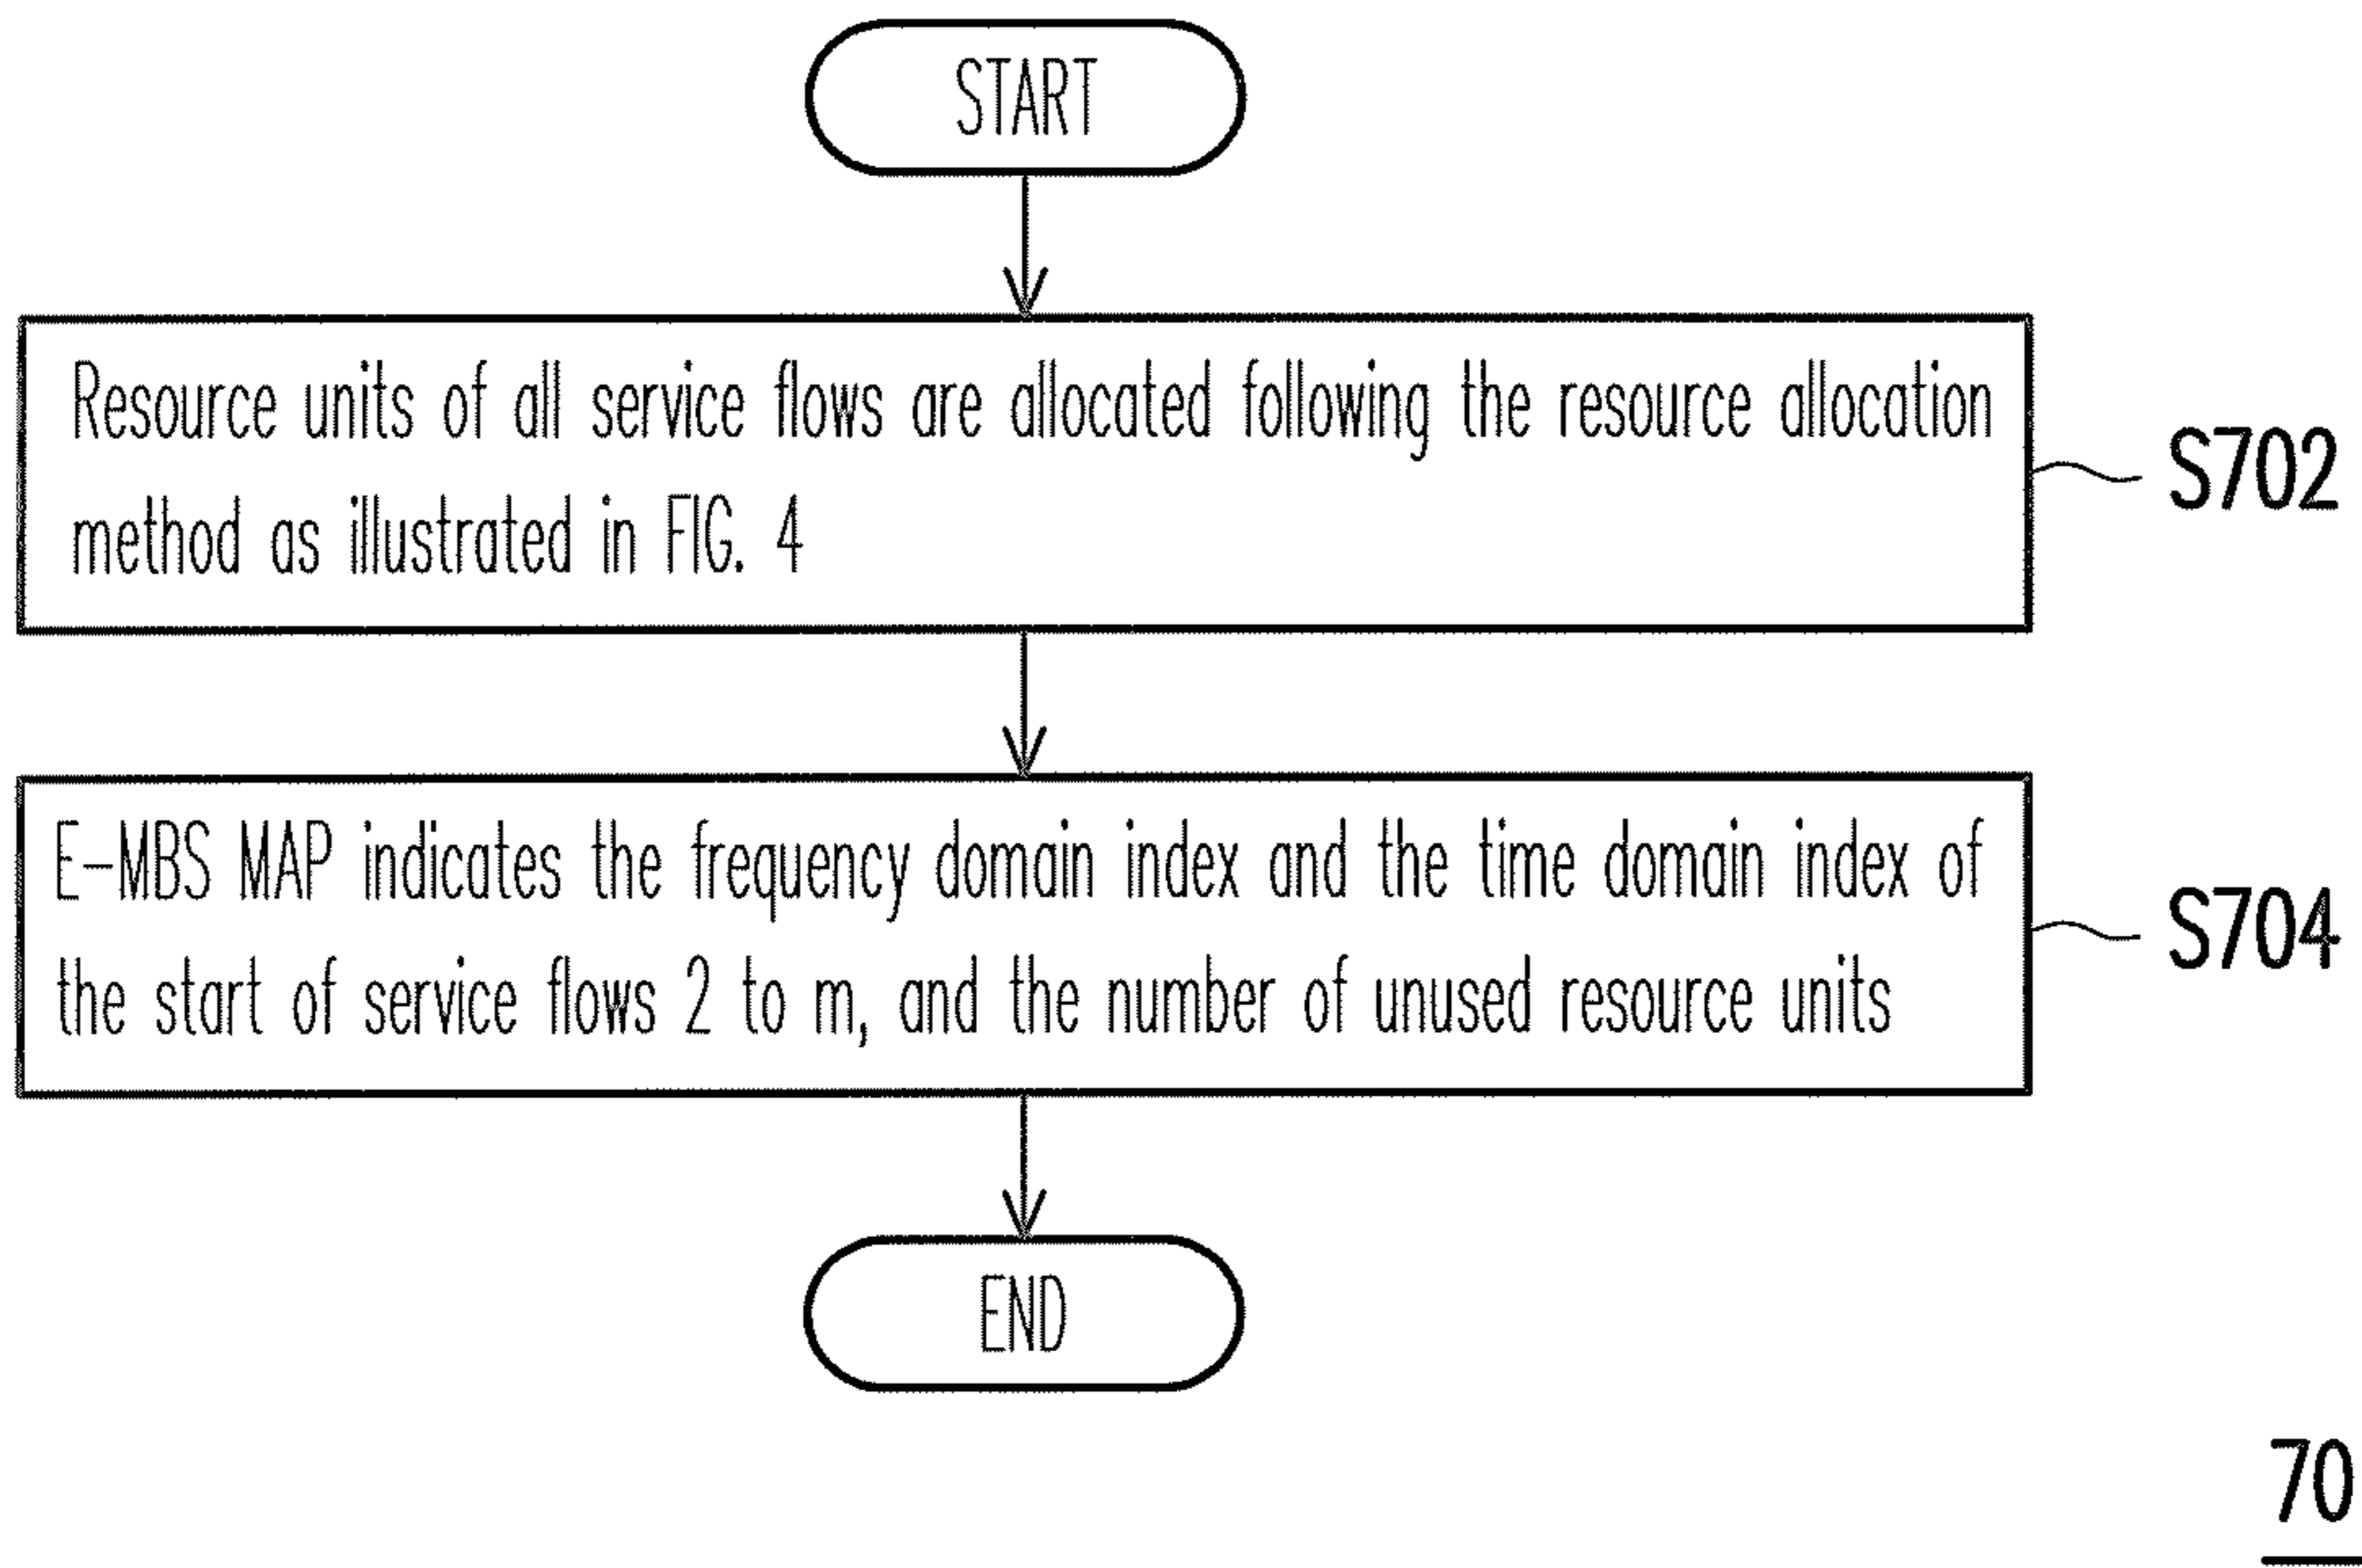 START
Resource units of all service flows are allocated following the resource allocation
method as illustrated in FIG. 4
S702
E-MBS MAP indicates the frequency domain index and the time domain index of
the start of service flows 2 to m, and the number of unused resource units
S704
END
70